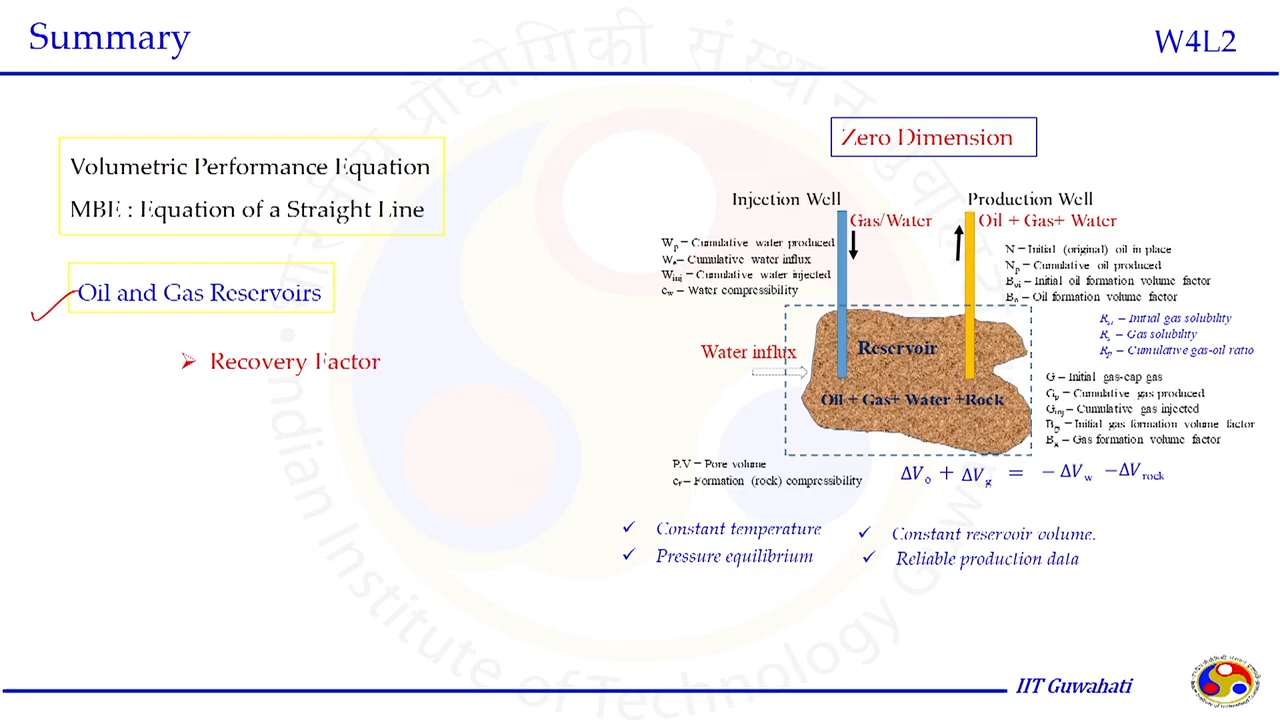 Summary
W4L2
Volumetric Performance Equation
MBE : Equation of a Straight Line
Oil and Gas Reservoirs
➢ Recovery Factor
Zero Dimension
Injection Well
Production Well
Gas/Water
Oil + Gas+ Water
Wp – Cumulative water produced
We – Cumulative water influx
Winj – Cumulative water injected
cw – Water compressibility
N – Initial (original) oil in place
Np – Cumulative oil produced
Boi – Initial oil formation volume factor
Bo – Oil formation volume factor
Rsi – Initial gas solubility
Rs – Gas solubility
Rp – Cumulative gas-oil ratio
Water influx
Reservoir
Oil + Gas+ Water +Rock
G – Initial gas-cap gas
Gp – Cumulative gas produced
Ginj – Cumulative gas injected
Bgi – Initial gas formation volume factor
Bg – Gas formation volume factor
P.V – Pore volume
cf – Formation (rock) compressibility
ΔVo + ΔVg = − ΔVw −ΔVrock
✓ Constant temperature
✓ Constant reservoir volume.
✓ Pressure equilibrium
✓ Reliable production data
IIT Guwahati
Indian Institute of Technology